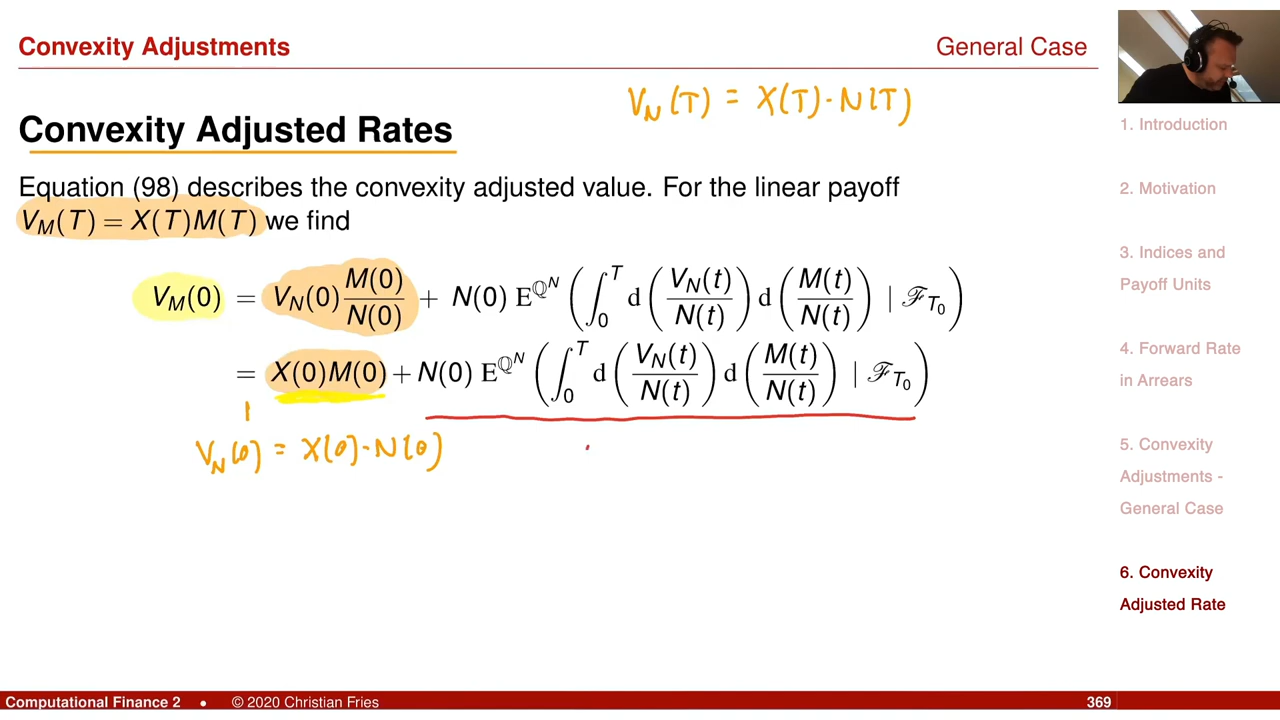 Convexity Adjustments
General Case
V_N(T) = X(T)·N(T)
Convexity Adjusted Rates
Equation (98) describes the convexity adjusted value. For the linear payoff
V_M(T) = X(T)M(T) we find
V_M(0) = V_N(0) M(0)/N(0) + N(0) E^{ℚ^N} ( ∫_0^T d ( V_N(t)/N(t) ) d ( M(t)/N(t) ) | ℱ_{T_0} )
= X(0)M(0) + N(0) E^{ℚ^N} ( ∫_0^T d ( V_N(t)/N(t) ) d ( M(t)/N(t) ) | ℱ_{T_0} )
V_N(0) = X(0)·N(0)
1. Introduction
2. Motivation
3. Indices and
Payoff Units
4. Forward Rate
in Arrears
5. Convexity
Adjustments -
General Case
6. Convexity
Adjusted Rate
Computational Finance 2 • © 2020 Christian Fries
369